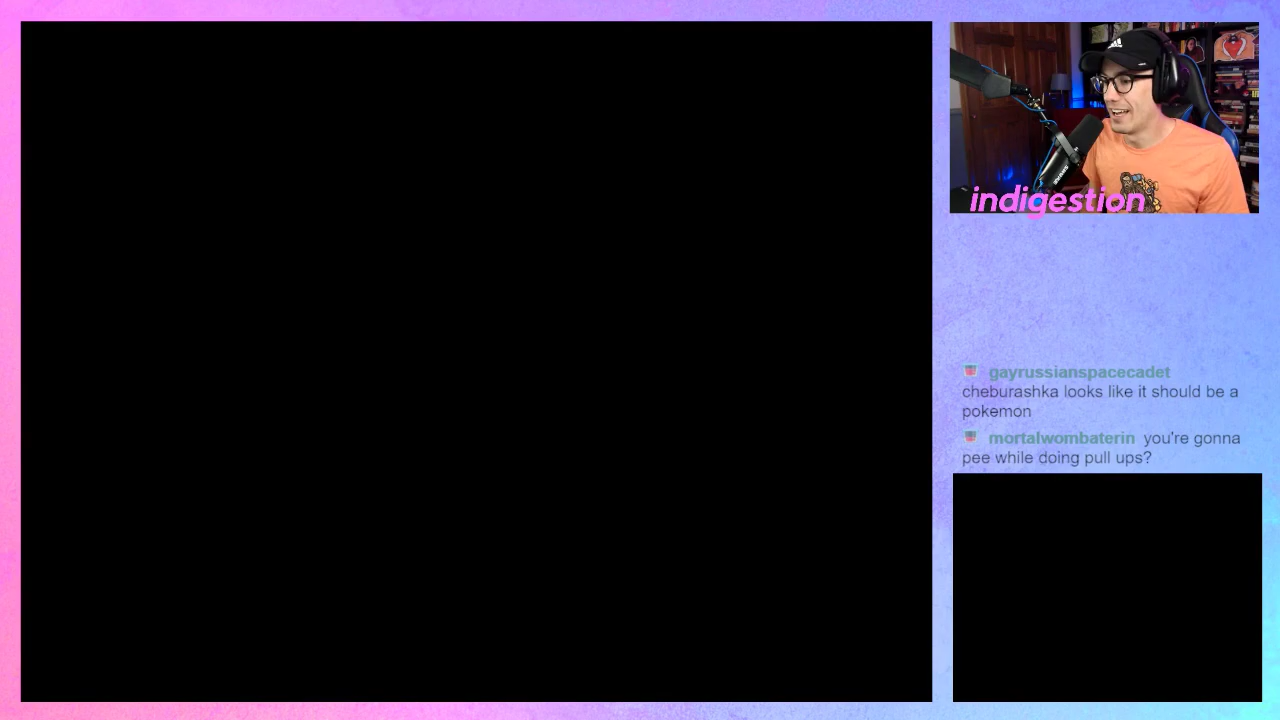 indigestion
gayrussianspacecadet
cheburashka looks like it should be a
pokemon
mortalwombaterin you're gonna
pee while doing pull ups?